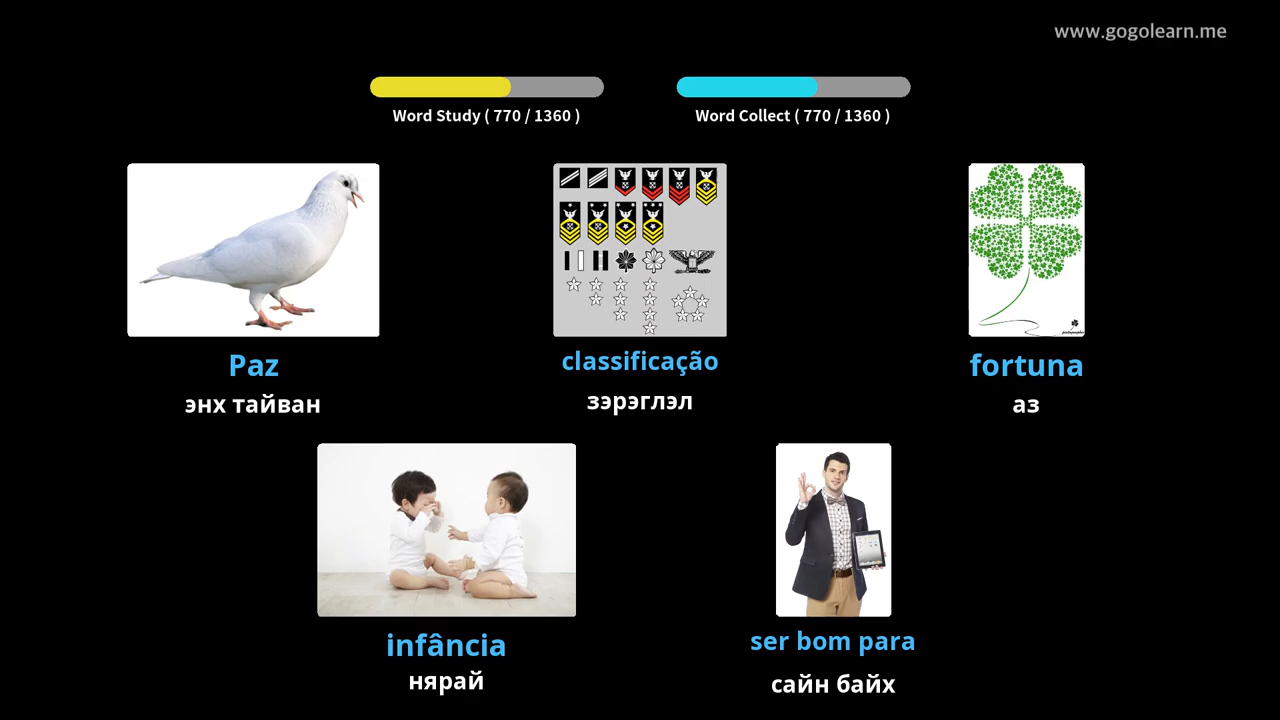 www.gogolearn.me
Word Study ( 770 / 1360 )
Word Collect ( 770 / 1360 )
Paz
энх тайван
classificação
зэрэглэл
fortuna
аз
infância
нярай
ser bom para
сайн байх